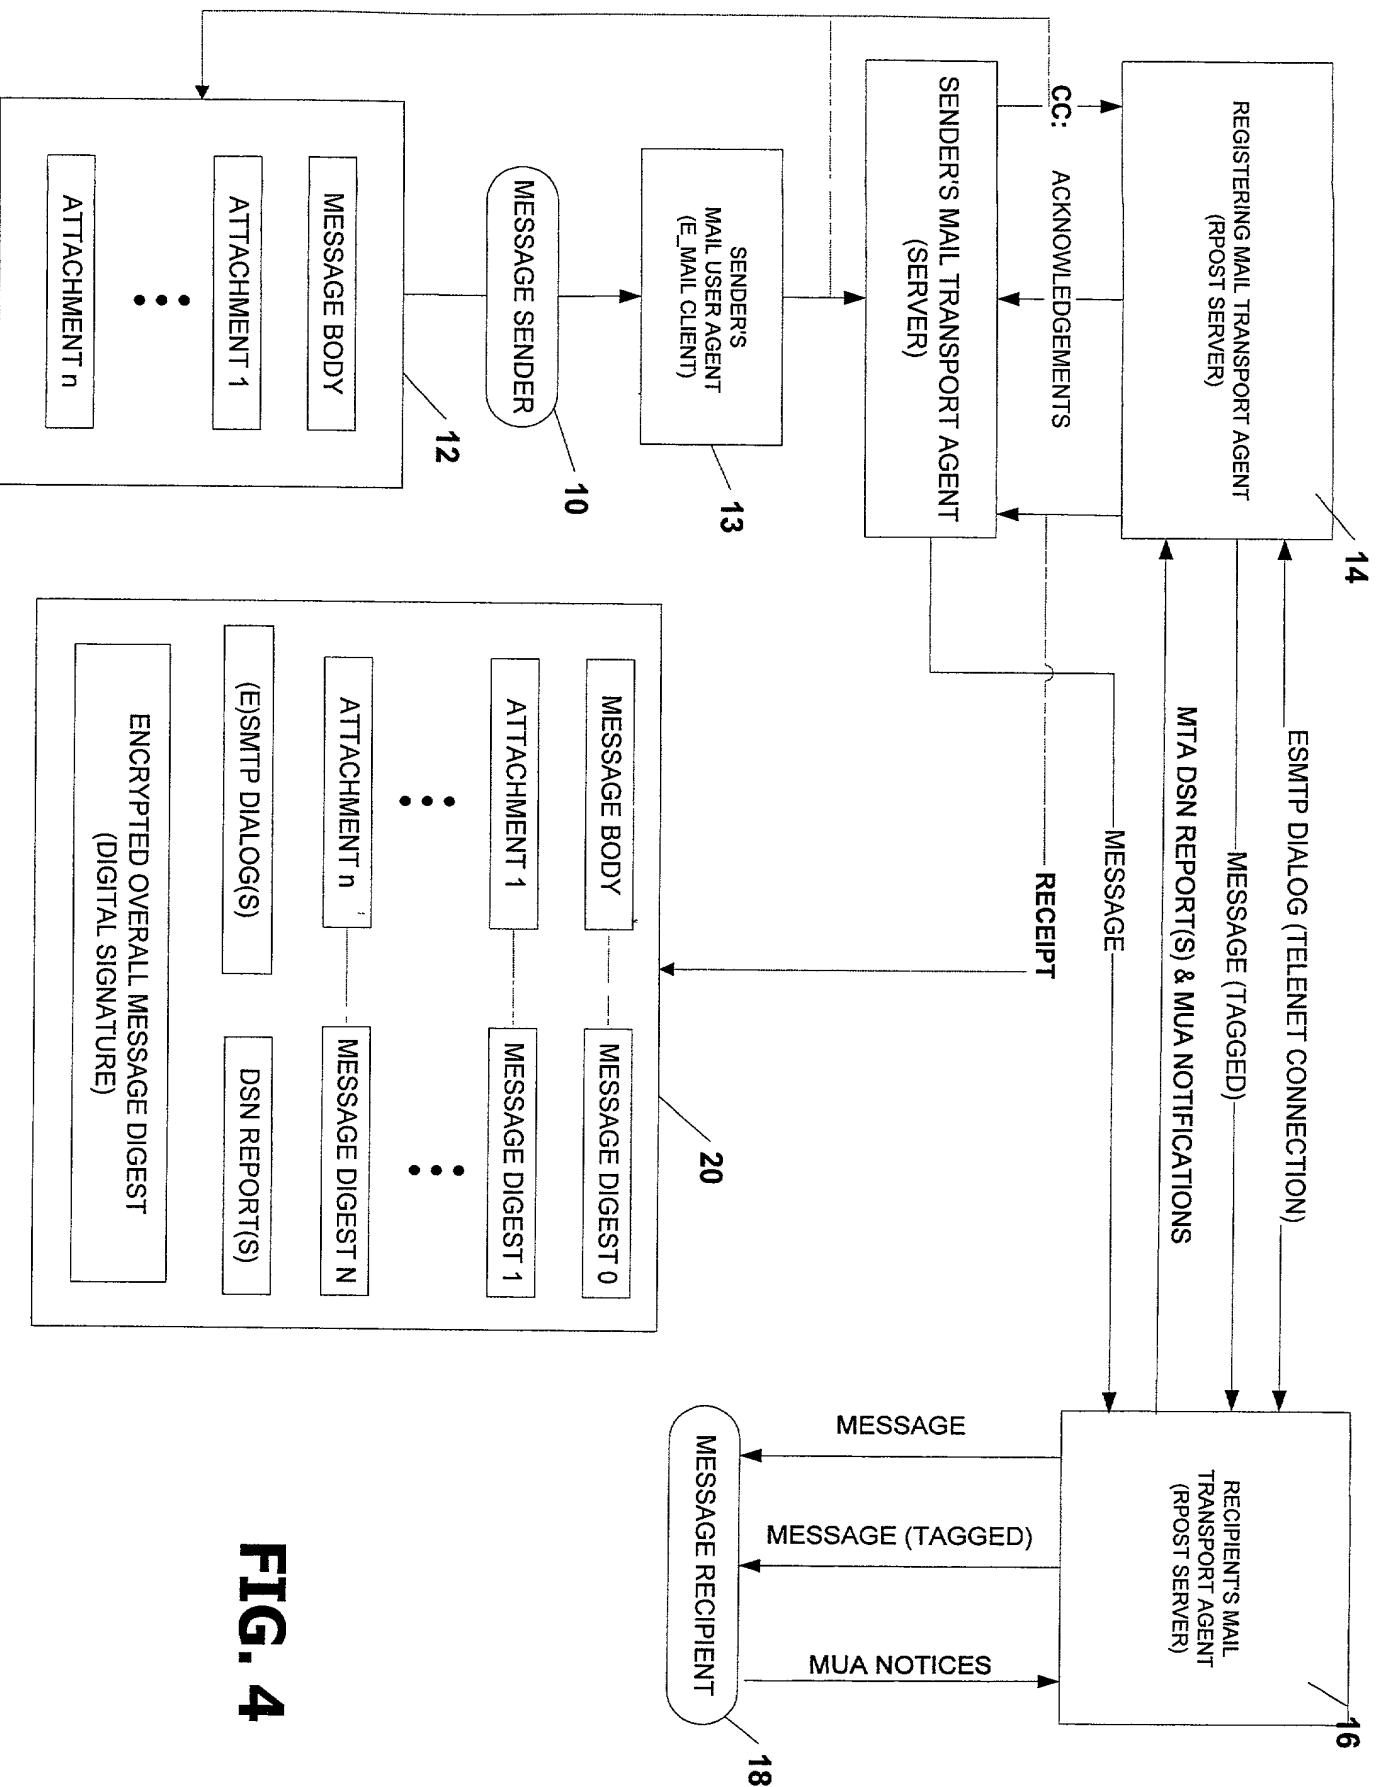 REGISTERING MAIL TRANSPORT AGENT
(RPOST SERVER)
14
ESMTP DIALOG (TELENET CONNECTION)
MESSAGE (TAGGED)
MTA DSN REPORT(S) & MUA NOTIFICATIONS
RECIPIENT'S MAIL
TRANSPORT AGENT
(RPOST SERVER)
16
CC:
ACKNOWLEDGEMENTS
RECEIPT
MESSAGE
SENDER'S MAIL TRANSPORT AGENT
(SERVER)
MESSAGE
MESSAGE (TAGGED)
MUA NOTICES
SENDER'S
MAIL USER AGENT
(E_MAIL CLIENT)
13
MESSAGE RECIPIENT
18
MESSAGE SENDER
10
20
MESSAGE BODY
MESSAGE DIGEST 0
ATTACHMENT 1
MESSAGE DIGEST 1
ATTACHMENT n
MESSAGE DIGEST N
(E)SMTP DIALOG(S)
DSN REPORT(S)
ENCRYPTED OVERALL MESSAGE DIGEST
(DIGITAL SIGNATURE)
12
MESSAGE BODY
ATTACHMENT 1
ATTACHMENT n
FIG. 4